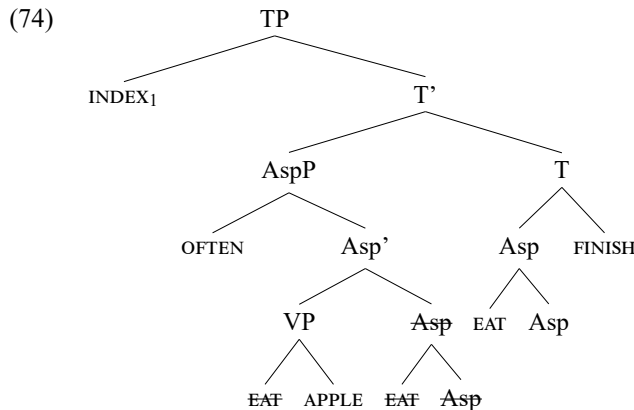 (74) TP
INDEX1 T’
AspP T
OFTEN Asp’ Asp FINISH
VP Asp EAT Asp
EAT APPLE EAT Asp